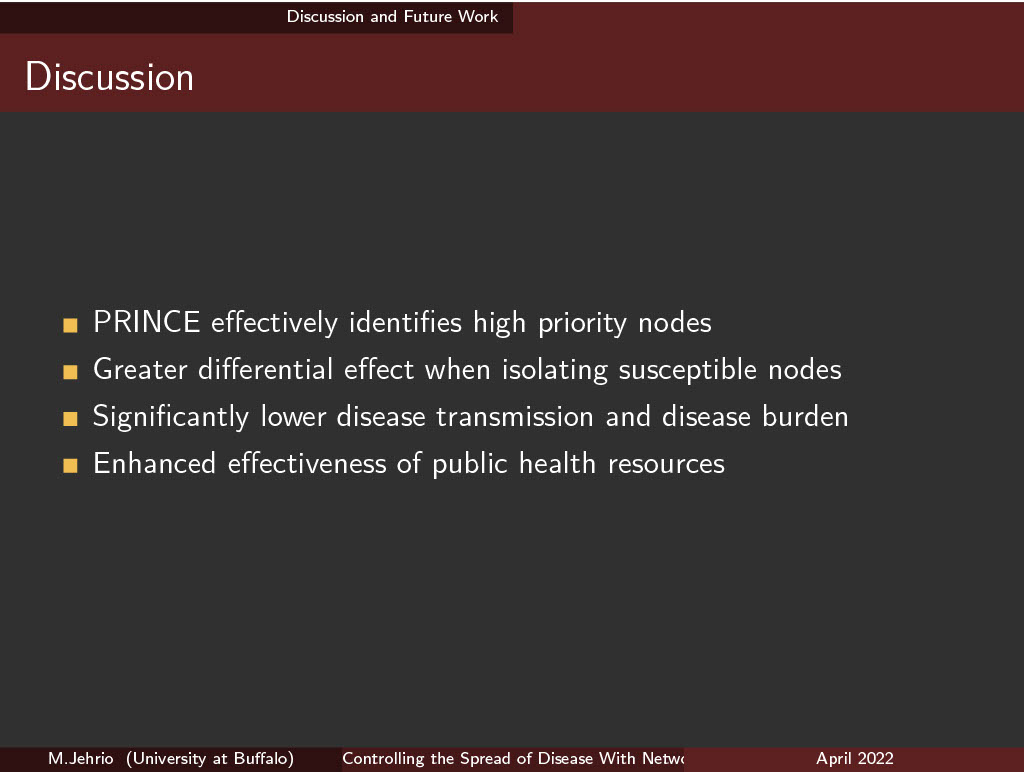 Discussion and Future Work
Discussion
PRINCE effectively identifies high priority nodes
Greater differential effect when isolating susceptible nodes
Significantly lower disease transmission and disease burden
Enhanced effectiveness of public health resources
M.Jehrio (University at Buffalo) Controlling the Spread of Disease With April 2022